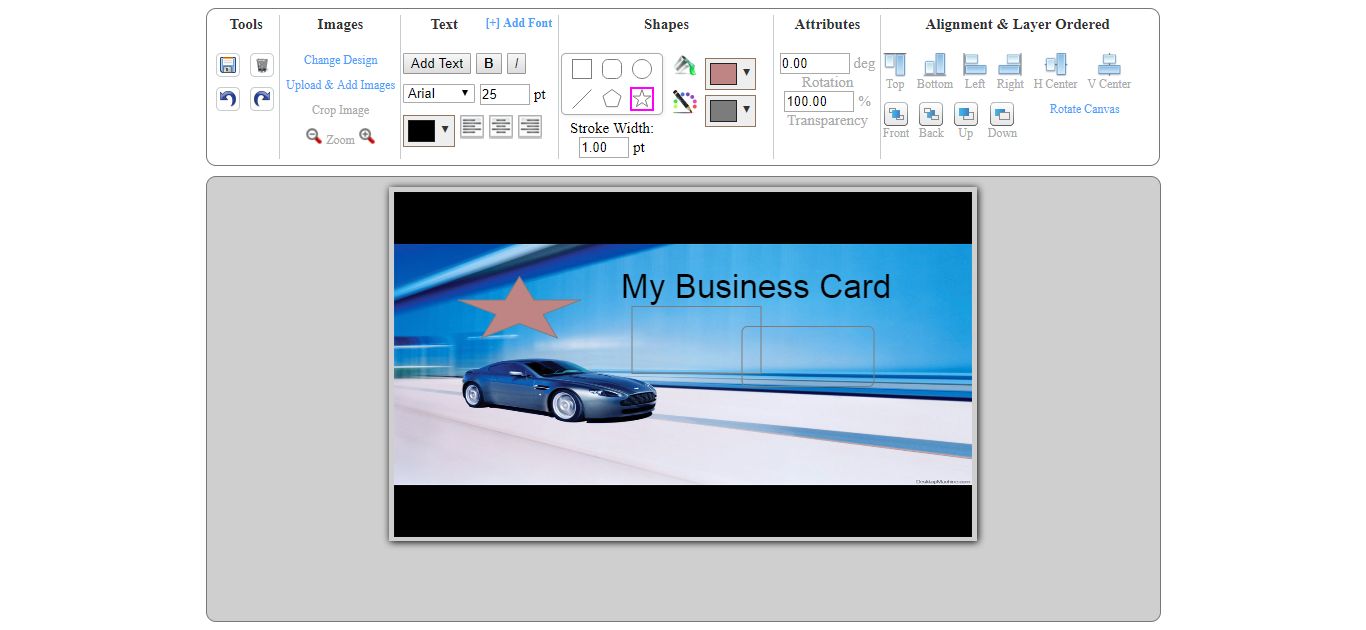 Tools
Images
Change Design
Upload & Add Images
Crop Image
Zoom
Text
[+] Add Font
Add Text B I
Arial 25 pt
Shapes
Stroke Width:
1.00 pt
Attributes
0.00 deg
Rotation
100.00 %
Transparency
Alignment & Layer Ordered
Top Bottom Left Right H Center V Center
Front Back Up Down
Rotate Canvas
My Business Card